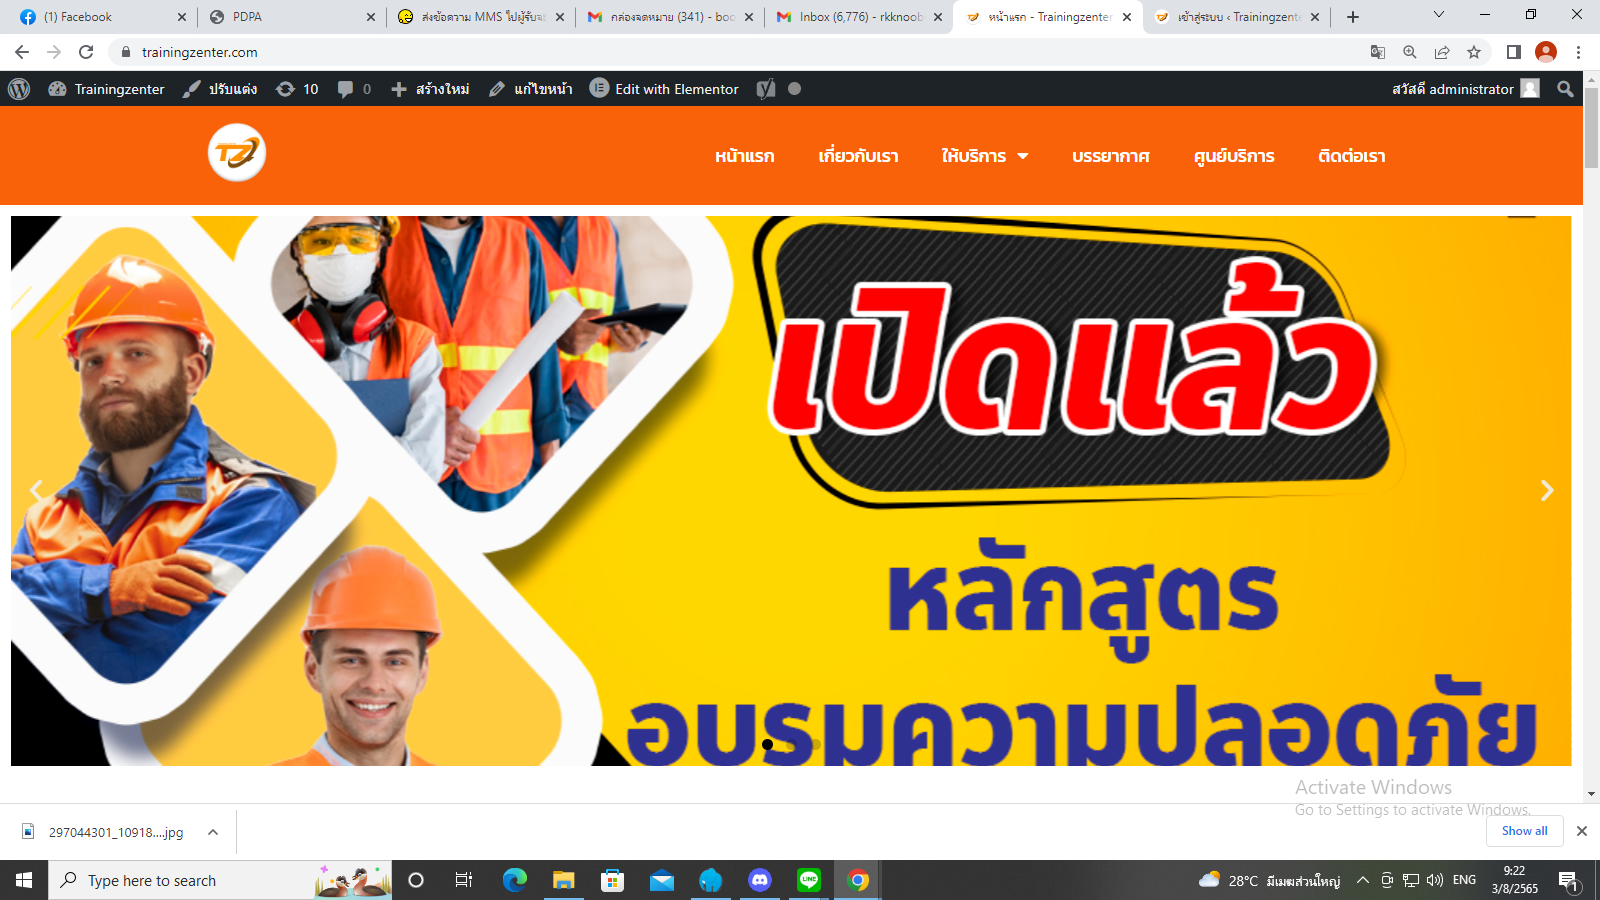 (1) Facebook
PDPA
ส่งข้อความ MMS ไปผู้รับจ
กล่องจดหมาย (341) - boo
Inbox (6,776) - rkknoob
หน้าแรก - Trainingzenter
เข้าสู่ระบบ ‹ Trainingzente
trainingzenter.com
Trainingzenter
ปรับแต่ง
10
0
สร้างใหม่
แก้ไขหน้า
Edit with Elementor
สวัสดี administrator
TZ
หน้าแรก
เกี่ยวกับเรา
ให้บริการ
บรรยากาศ
ศูนย์บริการ
ติดต่อเรา
เปิดแล้ว
หลักสูตร
อบรมความปลอดภัย
Activate Windows
Go to Settings to activate Windows.
297044301_10918....jpg
Show all
Type here to search
LINE
28°C มีเมฆส่วนใหญ่
ENG
9:22
3/8/2565
1